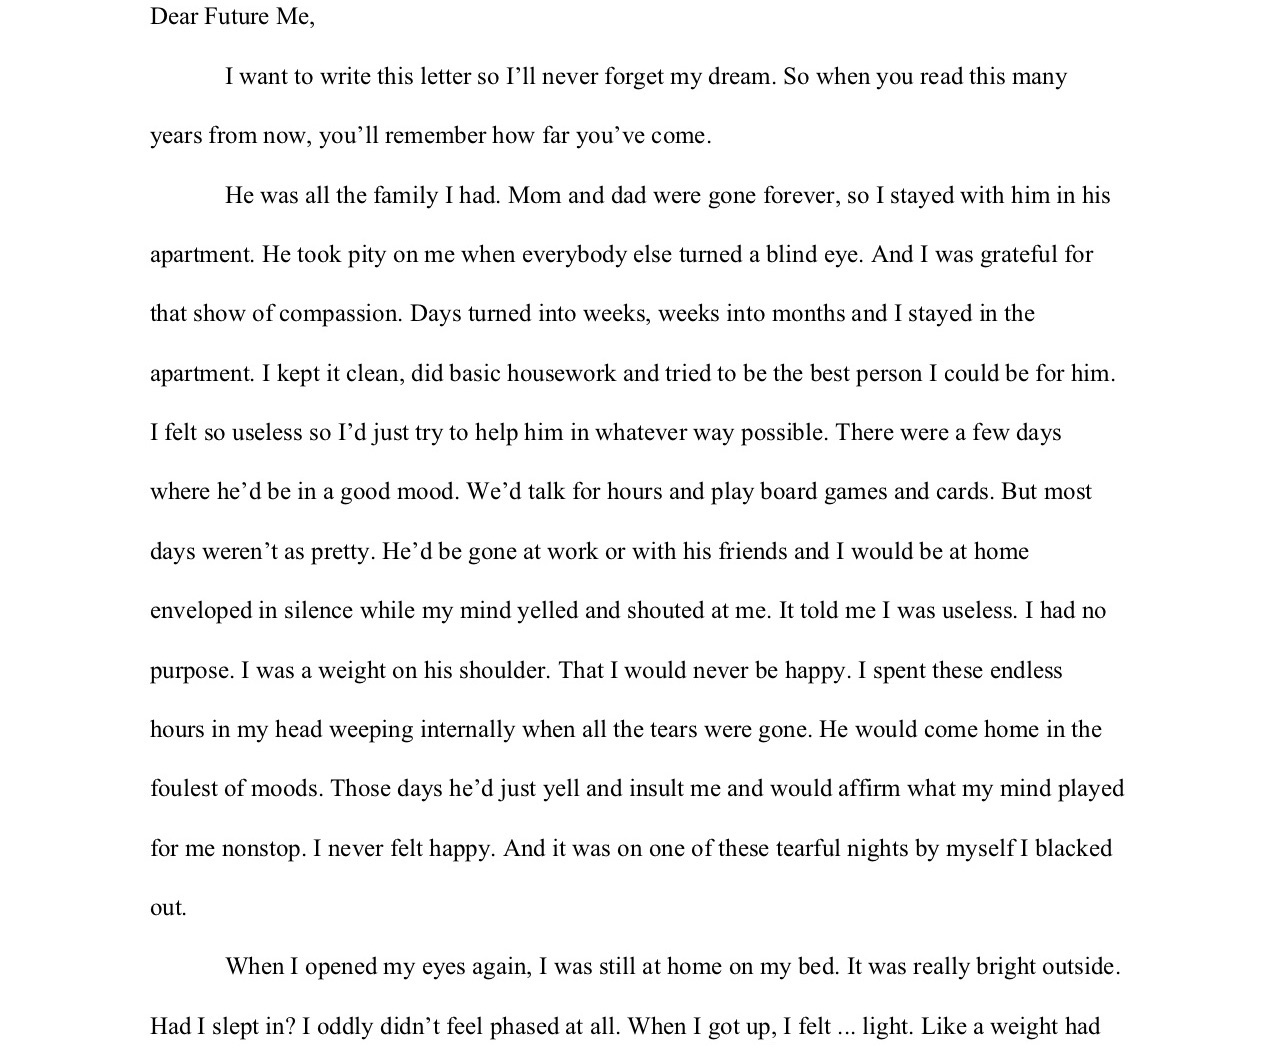 Dear Future Me,
I want to write this letter so I’ll never forget my dream. So when you read this many
years from now, you’ll remember how far you’ve come.
He was all the family I had. Mom and dad were gone forever, so I stayed with him in his
apartment. He took pity on me when everybody else turned a blind eye. And I was grateful for
that show of compassion. Days turned into weeks, weeks into months and I stayed in the
apartment. I kept it clean, did basic housework and tried to be the best person I could be for him.
I felt so useless so I’d just try to help him in whatever way possible. There were a few days
where he’d be in a good mood. We’d talk for hours and play board games and cards. But most
days weren’t as pretty. He’d be gone at work or with his friends and I would be at home
enveloped in silence while my mind yelled and shouted at me. It told me I was useless. I had no
purpose. I was a weight on his shoulder. That I would never be happy. I spent these endless
hours in my head weeping internally when all the tears were gone. He would come home in the
foulest of moods. Those days he’d just yell and insult me and would affirm what my mind played
for me nonstop. I never felt happy. And it was on one of these tearful nights by myself I blacked
out.
When I opened my eyes again, I was still at home on my bed. It was really bright outside.
Had I slept in? I oddly didn’t feel phased at all. When I got up, I felt ... light. Like a weight had